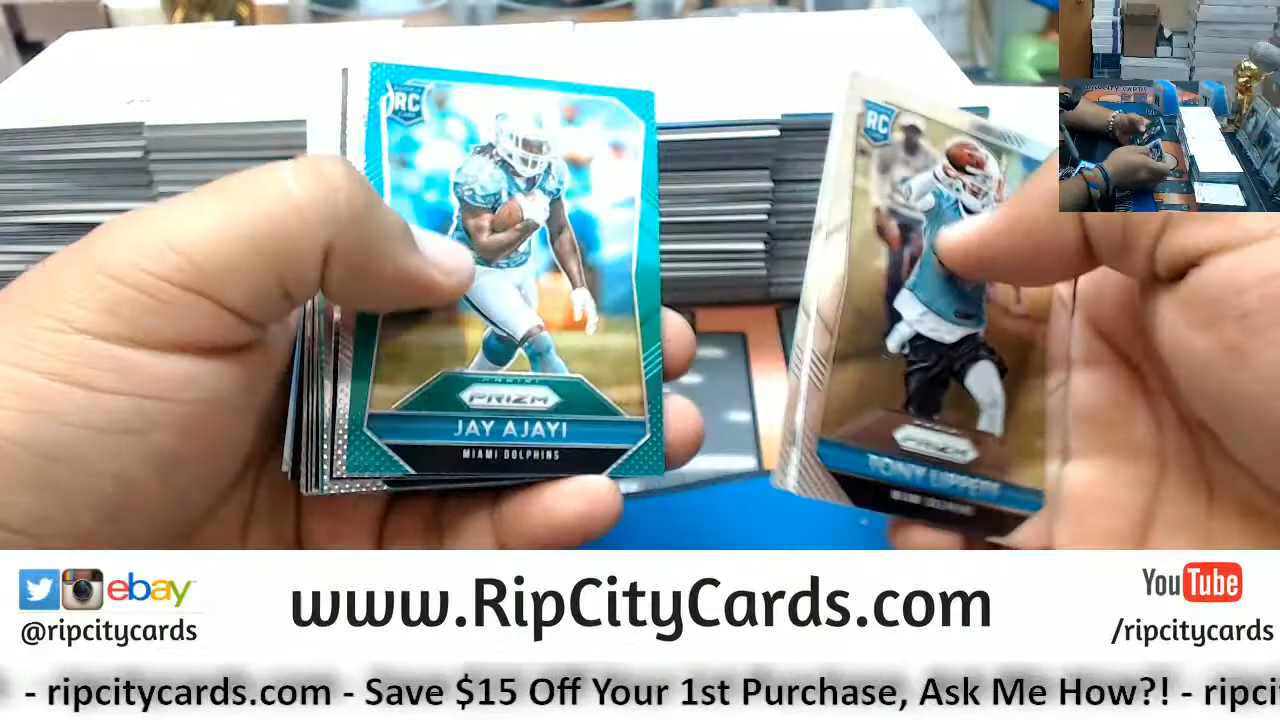 RC
PANINI
PRIZM
JAY AJAYI
MIAMI DOLPHINS
RC
PRIZM
TONY LIPPETT
ebay
@ripcitycards
www.RipCityCards.com
YouTube
/ripcitycards
- ripcitycards.com - Save $15 Off Your 1st Purchase, Ask Me How?! - ripci